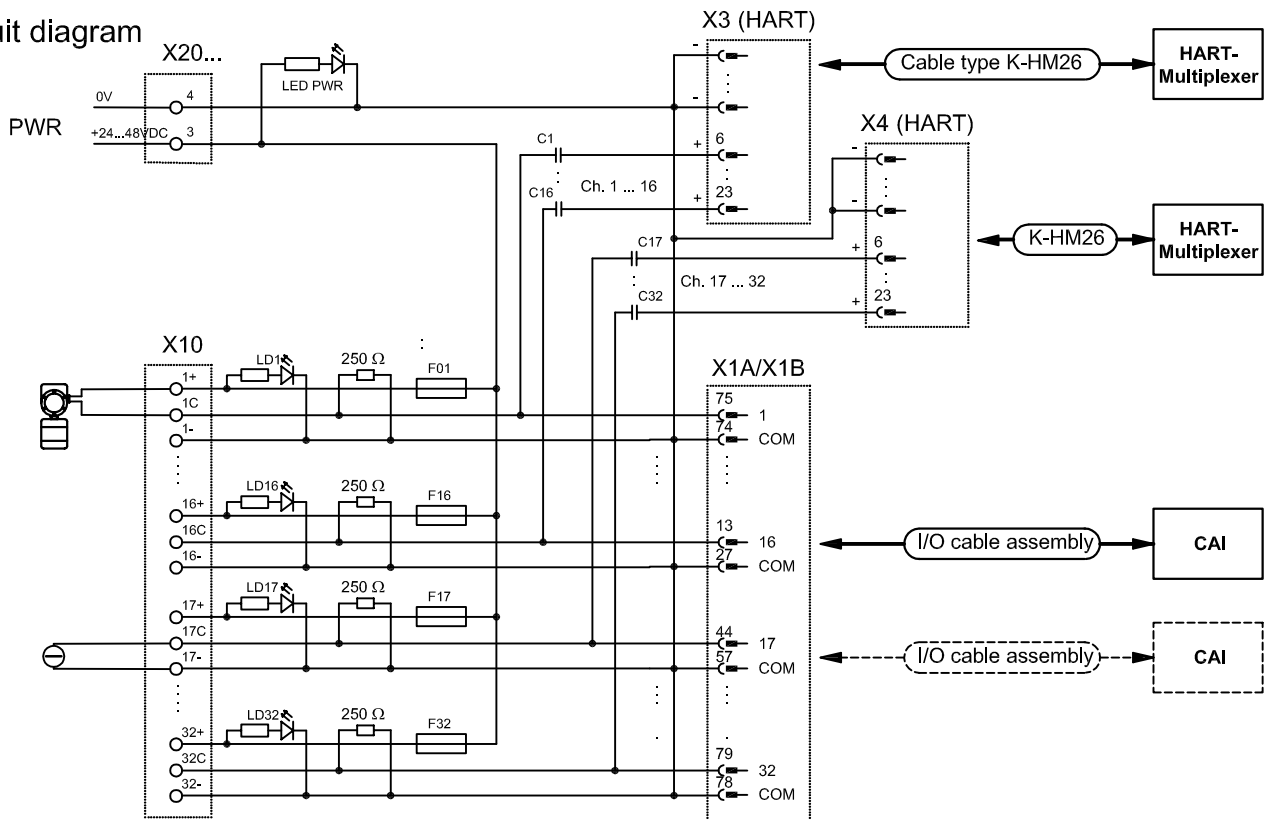 uit diagram
X20...
LED PWR
PWR
0V
4
+24...48VDC
3
X3 (HART)
-
-
+ 6
+ 23
C1
C16
Ch. 1 ... 16
Cable type K-HM26
HART-
Multiplexer
X4 (HART)
-
-
+ 6
+ 23
C17
C32
Ch. 17 ... 32
K-HM26
HART-
Multiplexer
X10
1+
1C
1-
LD1
250 Ω
F01
16+
16C
16-
LD16
250 Ω
F16
17+
17C
17-
LD17
250 Ω
F17
32+
32C
32-
LD32
250 Ω
F32
X1A/X1B
75 1
74 COM
13 16
27 COM
44 17
57 COM
79 32
78 COM
I/O cable assembly
CAI
I/O cable assembly
CAI